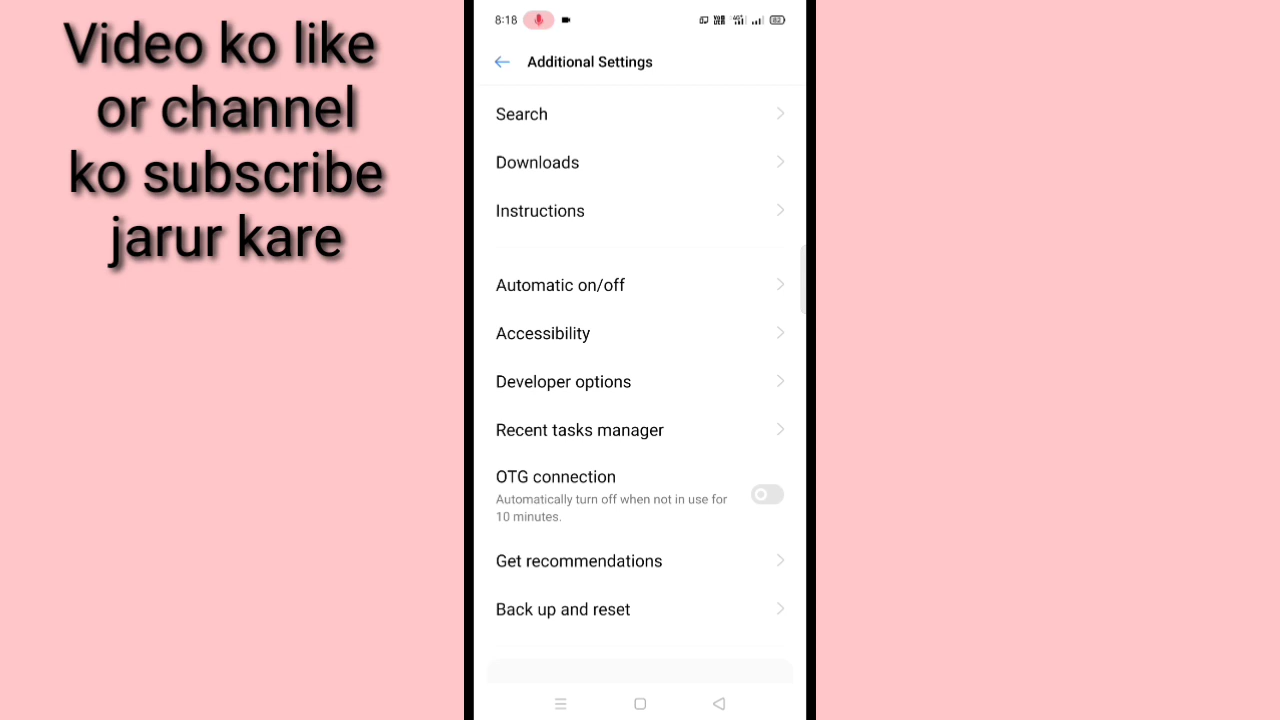 Video ko like
or channel
ko subscribe
jarur kare
8:18
Additional Settings
Search
Downloads
Instructions
Automatic on/off
Accessibility
Developer options
Recent tasks manager
OTG connection
Automatically turn off when not in use for
10 minutes.
Get recommendations
Back up and reset